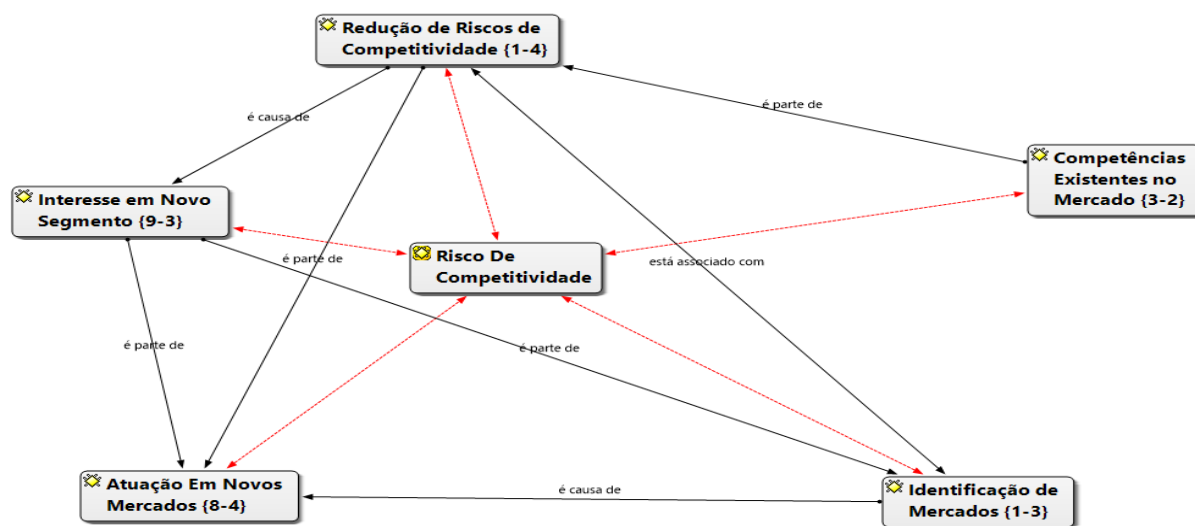 Redução de Riscos de
Competitividade {1-4}
é parte de
é causa de
Competências
Existentes no
Mercado {3-2}
Interesse em Novo
Segmento {9-3}
Risco De
Competitividade
é parte de
está associado com
é parte de
é parte de
Atuação Em Novos
Mercados {8-4}
é causa de
Identificação de
Mercados {1-3}